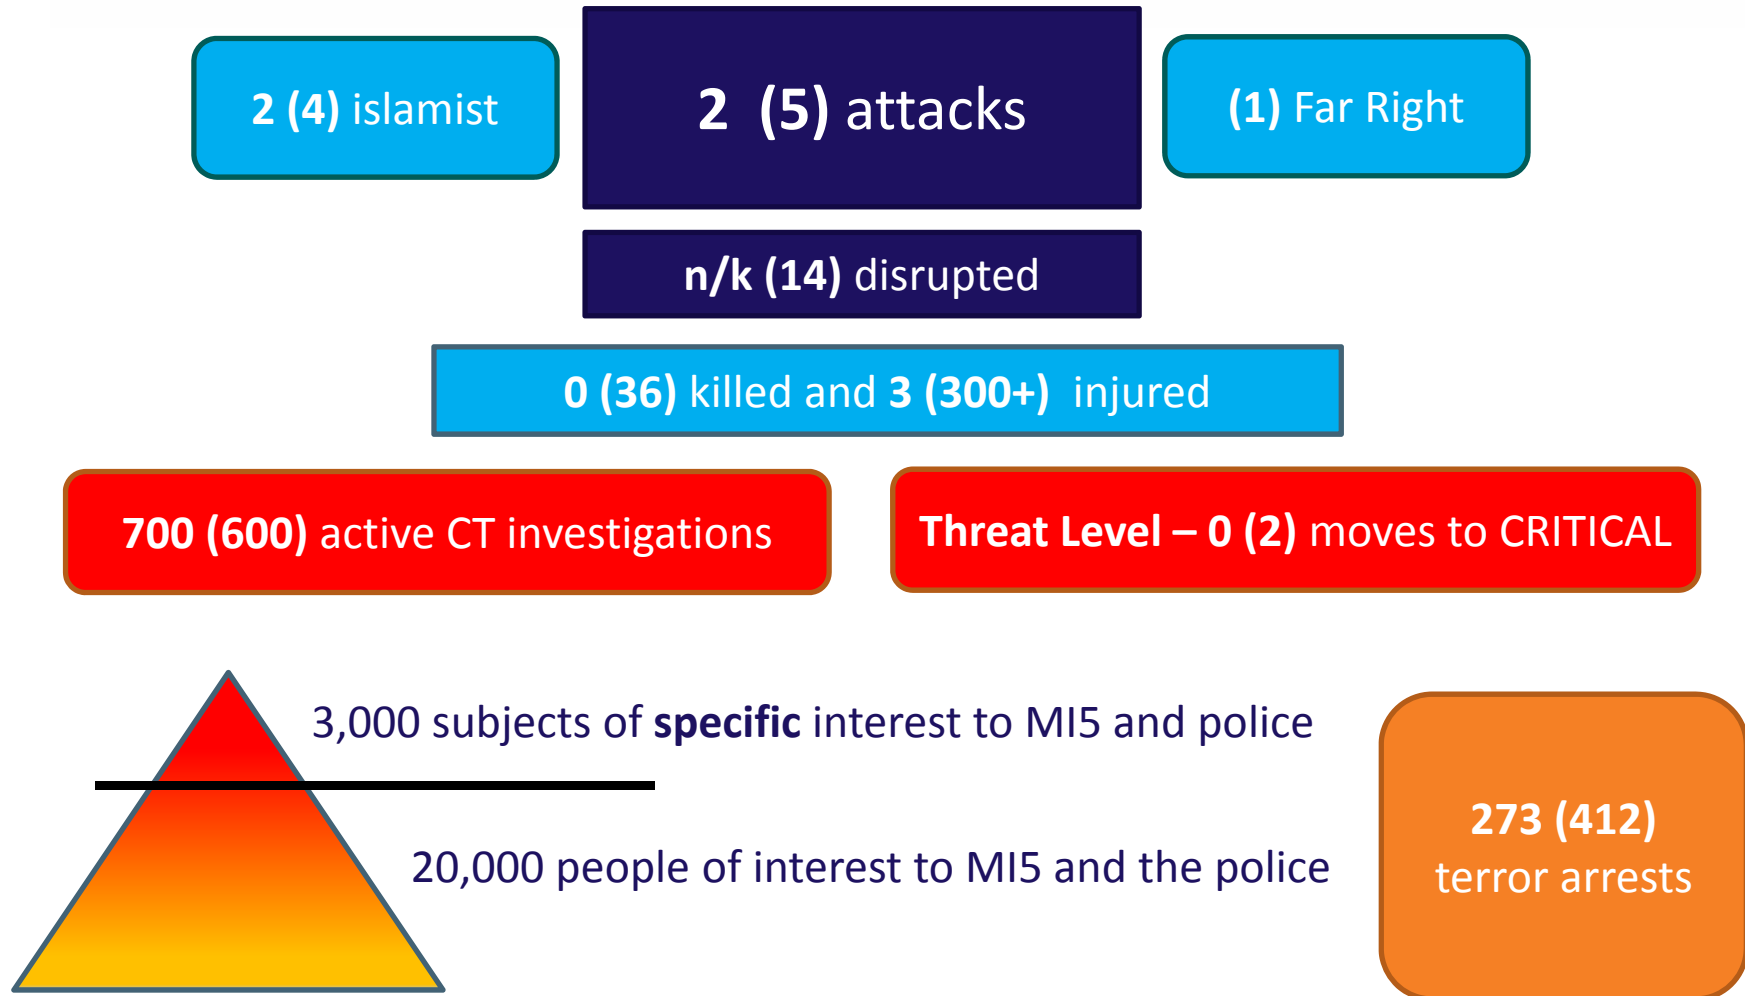 2 (4) islamist
2 (5) attacks
(1) Far Right
n/k (14) disrupted
0 (36) killed and 3 (300+) injured
700 (600) active CT investigations
Threat Level – 0 (2) moves to CRITICAL
3,000 subjects of specific interest to MI5 and police
20,000 people of interest to MI5 and the police
273 (412)
terror arrests